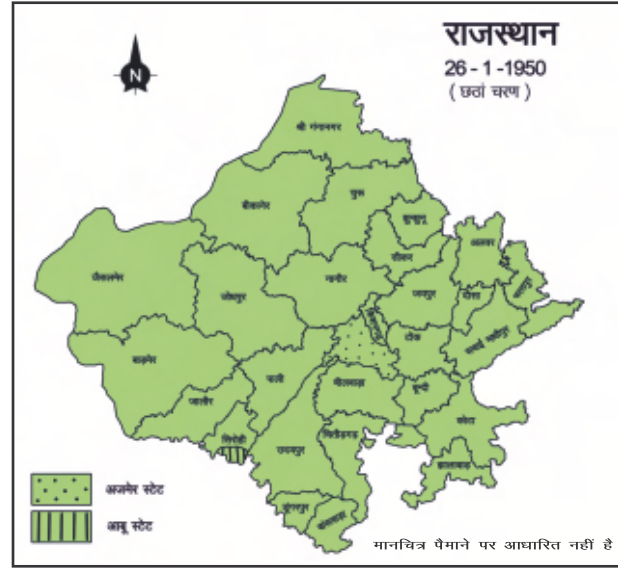 राजस्थान
26 - 1 -1950
( छठां चरण )
N
श्री गंगानगर
बीकानेर
चुरू
झुन्झुनू
सीकर
अलवर
जैसलमेर
जोधपुर
नागौर
जयपुर
दौसा
भरतपुर
सवाई माधोपुर
टोंक
बाड़मेर
पाली
भीलवाड़ा
बून्दी
जालौर
सिरोही
उदयपुर
चित्तौड़गढ़
कोटा
झालावाड़
डूंगरपुर
बांसवाड़ा
अजमेर स्टेट
आबू स्टेट
मानचित्र पैमाने पर आधारित नहीं है